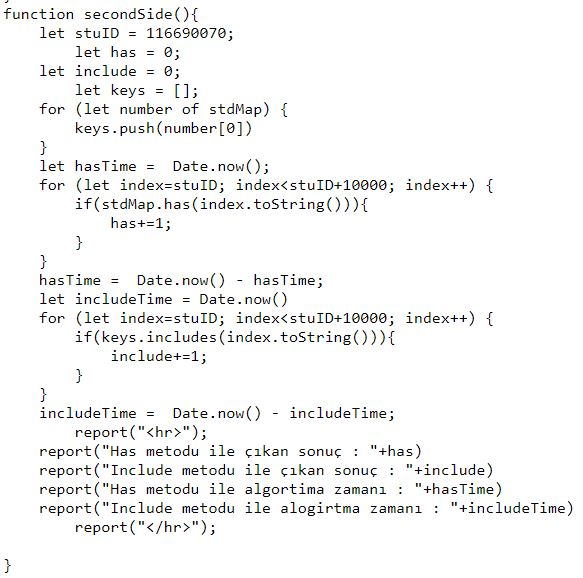 function secondSide(){
let stuID = 116690070;
let has = 0;
let include = 0;
let keys = [];
for (let number of stdMap) {
keys.push(number[0])
}
let hasTime =  Date.now();
for (let index=stuID; index<stuID+10000; index++) {
if(stdMap.has(index.toString())){
has+=1;
}
}
hasTime =  Date.now() - hasTime;
let includeTime = Date.now()
for (let index=stuID; index<stuID+10000; index++) {
if(keys.includes(index.toString())){
include+=1;
}
}
includeTime =  Date.now() - includeTime;
report("<hr>");
report("Has metodu ile çıkan sonuç : "+has)
report("Include metodu ile çıkan sonuç : "+include)
report("Has metodu ile algortima zamanı : "+hasTime)
report("Include metodu ile alogirtma zamanı : "+includeTime)
report("</hr>");
}